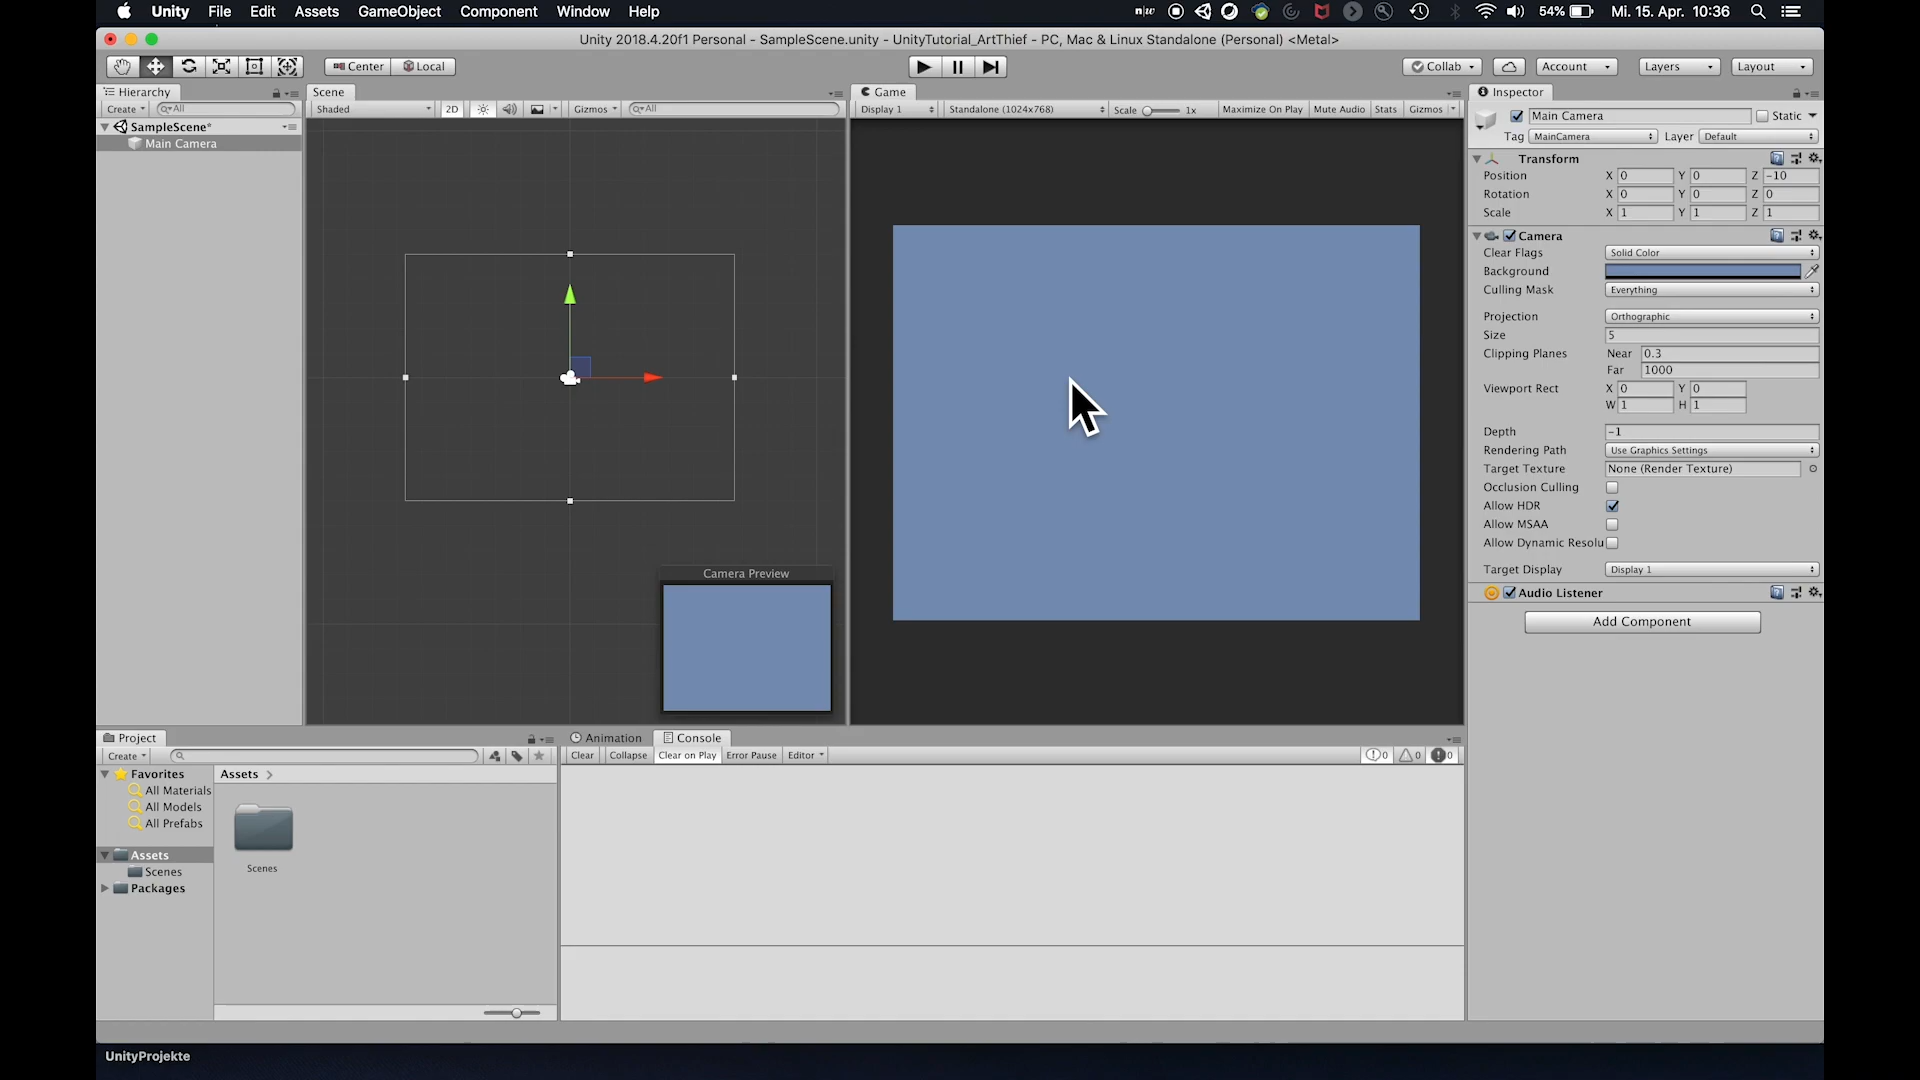 Unity File Edit Assets GameObject Component Window Help n|w 54% Mi. 15. Apr. 10:36
Unity 2018.4.20f1 Personal - SampleScene.unity - UnityTutorial_ArtThief - PC, Mac & Linux Standalone (Personal) <Metal>
Center Local Collab Account Layers Layout
Hierarchy
Create All
SampleScene*
Main Camera
Scene
Shaded 2D Gizmos All
Camera Preview
Game
Display 1 Standalone (1024x768) Scale 1x Maximize On Play Mute Audio Stats Gizmos
Inspector
Main Camera Static
Tag MainCamera Layer Default
Transform
Position X 0 Y 0 Z -10
Rotation X 0 Y 0 Z 0
Scale X 1 Y 1 Z 1
Camera
Clear Flags Solid Color
Background
Culling Mask Everything
Projection Orthographic
Size 5
Clipping Planes Near 0.3
Far 1000
Viewport Rect X 0 Y 0
W 1 H 1
Depth -1
Rendering Path Use Graphics Settings
Target Texture None (Render Texture)
Occlusion Culling
Allow HDR
Allow MSAA
Allow Dynamic Resolu
Target Display Display 1
Audio Listener
Add Component
Project
Create
Favorites
All Materials
All Models
All Prefabs
Assets
Scenes
Packages
Assets >
Scenes
Animation Console
Clear Collapse Clear on Play Error Pause Editor 0 0 0
UnityProjekte